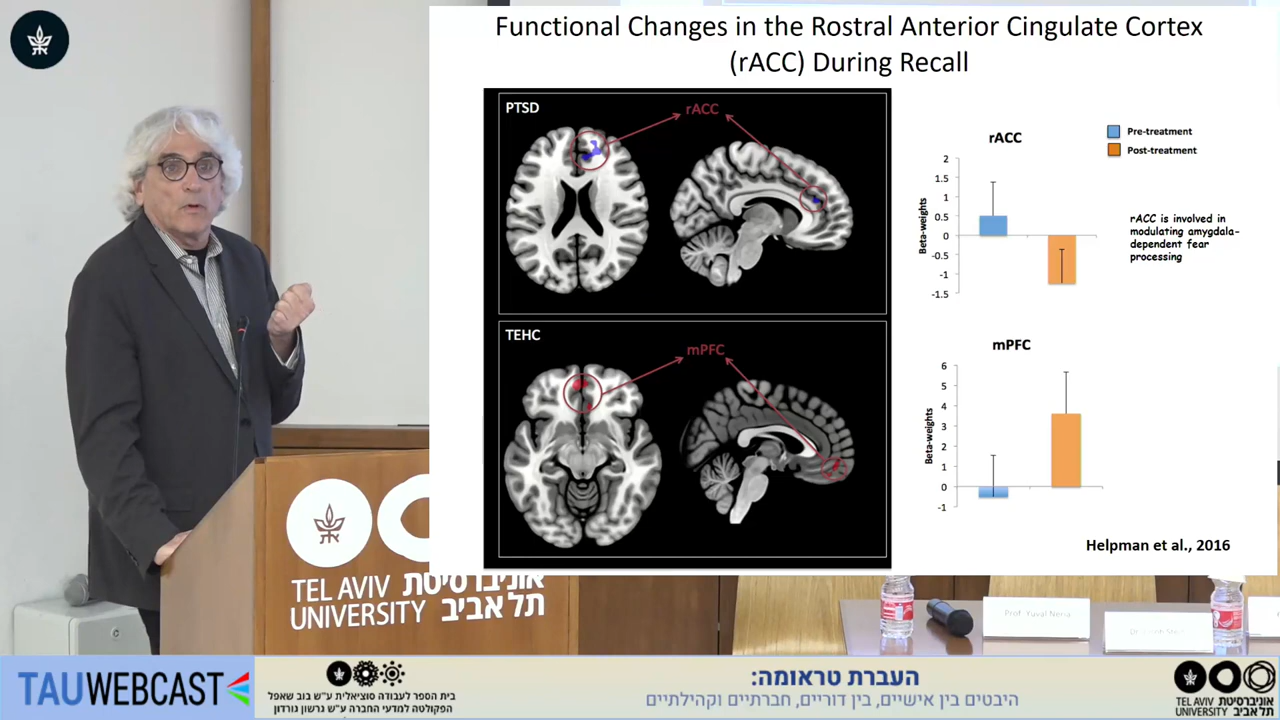 Functional Changes in the Rostral Anterior Cingulate Cortex
(rACC) During Recall
PTSD
rACC
TEHC
mPFC
rACC
Pre-treatment
Post-treatment
Beta-weights
2
1.5
1
0.5
0
-0.5
-1
-1.5
rACC is involved in
modulating amygdala-
dependent fear
processing
mPFC
Beta-weights
6
5
4
3
2
1
0
-1
Helpman et al., 2016
TEL AVIV אוניברסיטת
UNIVERSITY תל אביב
Prof. Yuval Neria
TAUWEBCAST
בית הספר לעבודה סוציאלית ע"ש בוב שאפל
הפקולטה למדעי החברה ע"ש גרשון גורדון
העברת טראומה:
היבטים בין אישיים, בין דוריים, חברתיים וקהילתיים
אוניברסיטת
תל אביב